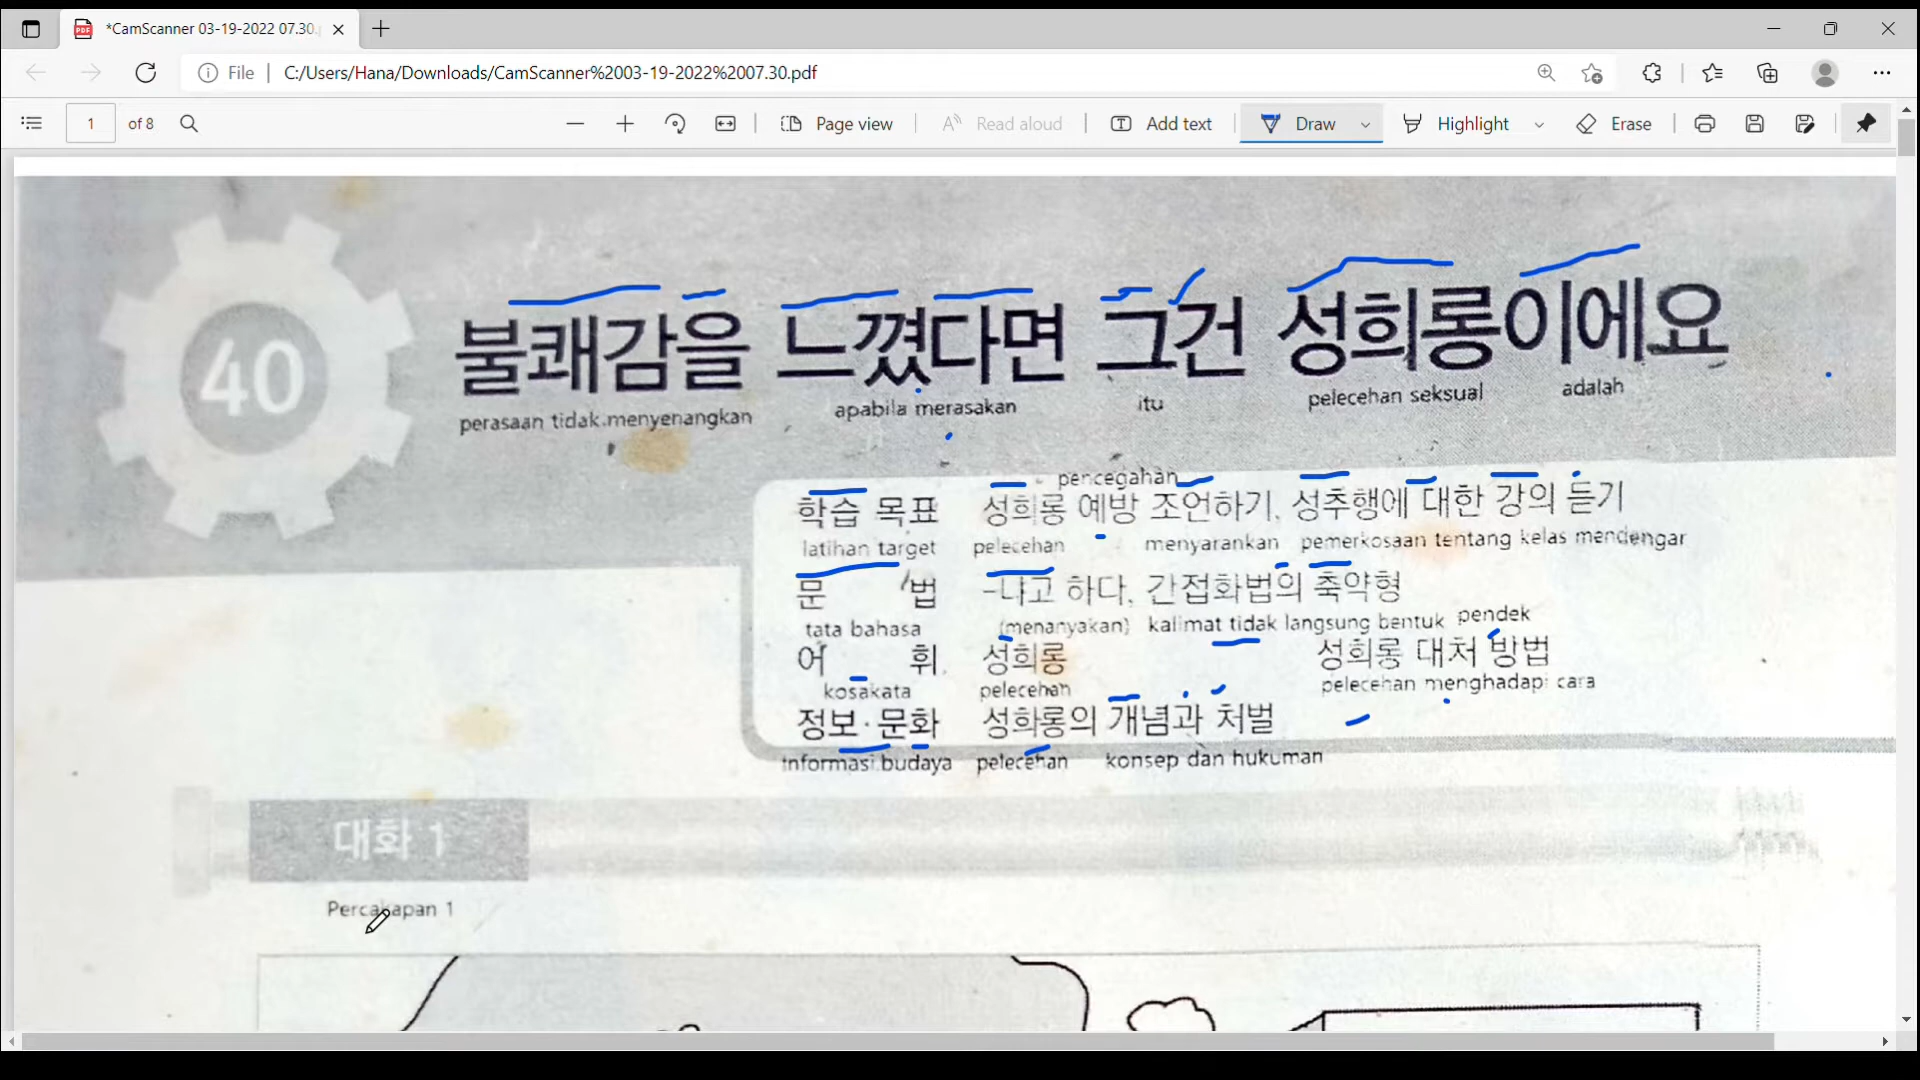 *CamScanner 03-19-2022 07.30.
File C:/Users/Hana/Downloads/CamScanner%2003-19-2022%2007.30.pdf
1 of 8 Page view Read aloud Add text Draw Highlight Erase
40
불쾌감을 느꼈다면 그건 성희롱이에요
perasaan tidak menyenangkan apabila merasakan itu pelecehan seksual adalah
pencegahan
학습 목표 성희롱 예방 조언하기, 성추행에 대한 강의 듣기
latihan target pelecehan menyarankan pemerkosaan tentang kelas mendengar
문 법 -냐고 하다, 간접화법의 축약형
tata bahasa (menanyakan) kalimat tidak langsung bentuk pendek
어 휘 성희롱 성희롱 대처 방법
kosakata pelecehan pelecehan menghadapi cara
정보·문화 성희롱의 개념과 처벌
informasi budaya pelecehan konsep dan hukuman
대화 1
Percakapan 1